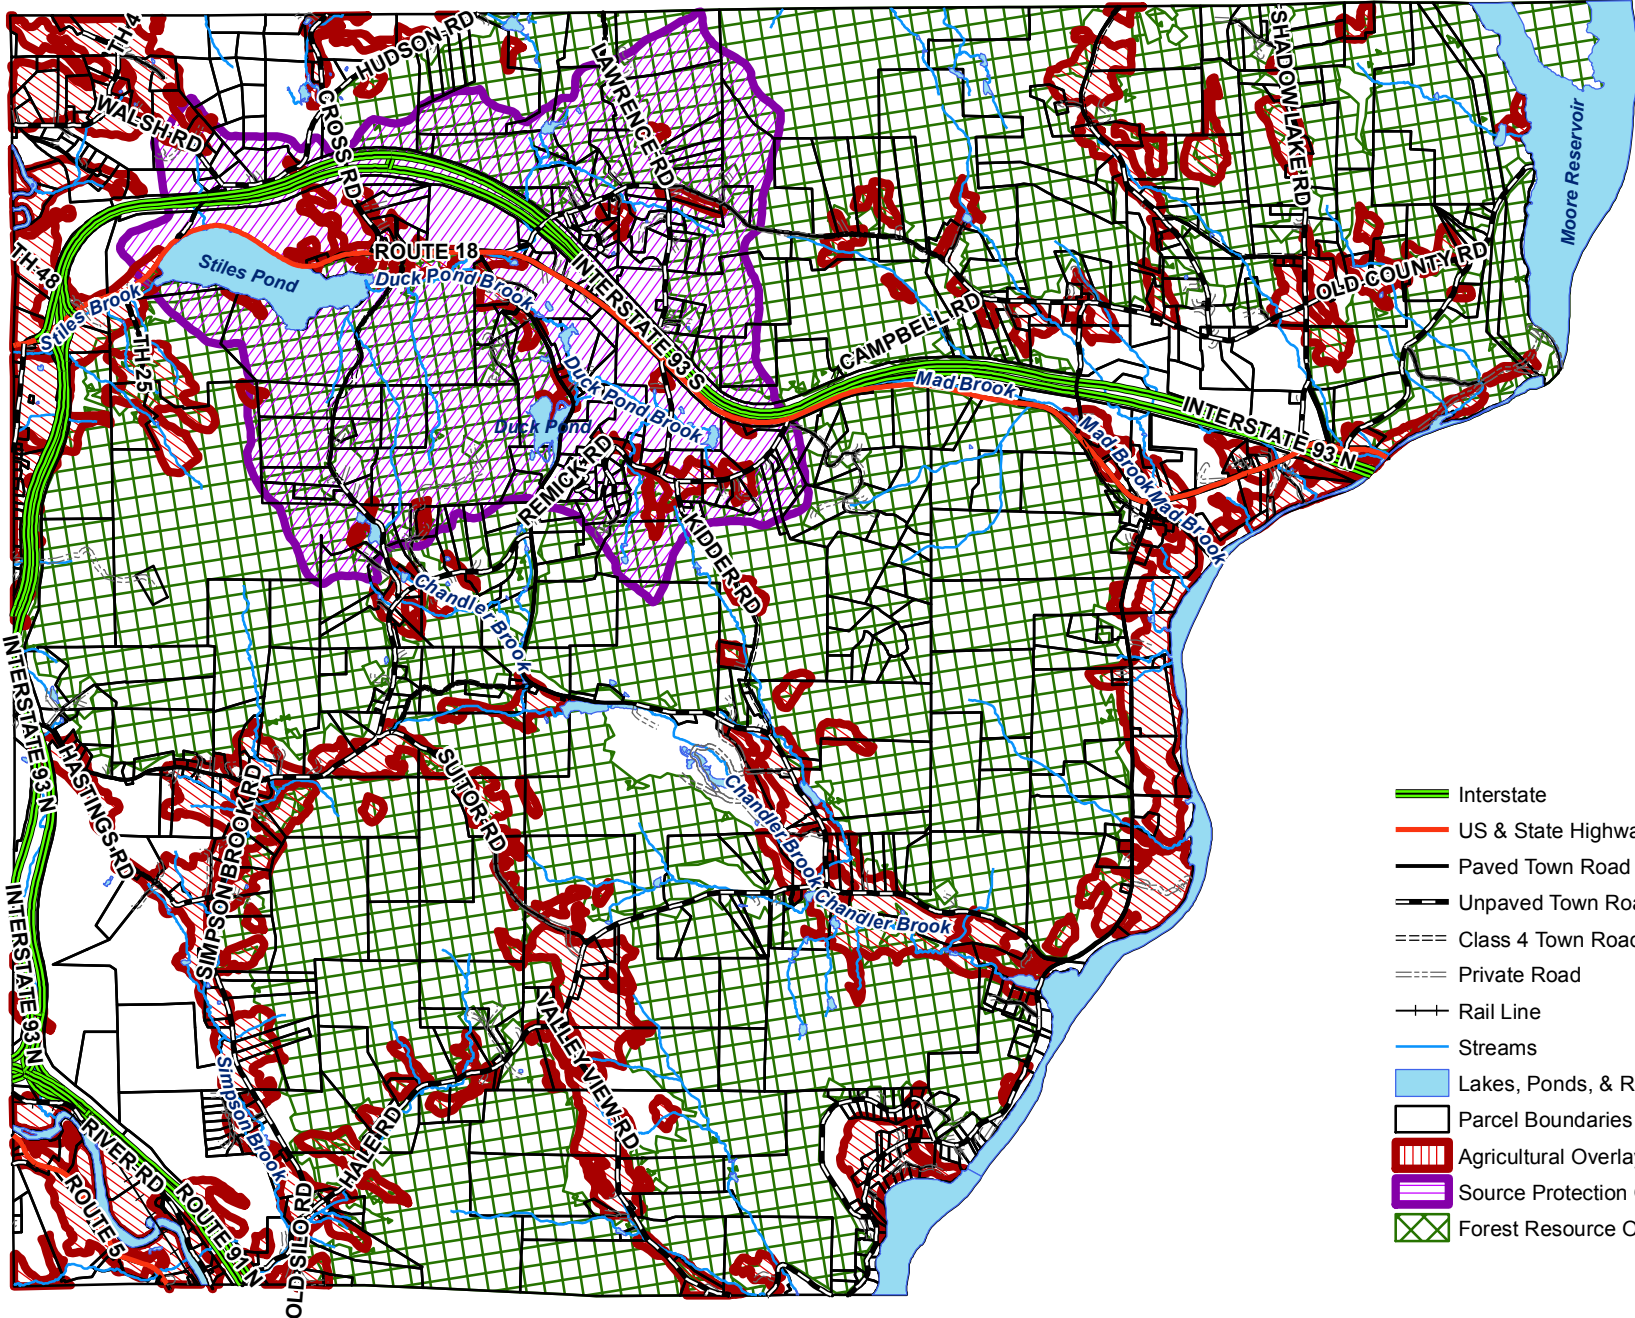 TH 4
HUDSON RD
WALSH RD
CROSS RD
LAWRENCE RD
SHADOW LAKE RD
Moore Reservoir
TH 48
Stiles Brook
Stiles Pond
ROUTE 18
Duck Pond Brook
INTERSTATE 93 S
OLD COUNTY RD
CAMPBELL RD
TH 25
Duck Pond Brook
Duck Pond
Mad Brook
INTERSTATE 93 N
Mad Brook
Mad Brook
REMICK RD
KIDDER RD
Chandler Brook
INTERSTATE 93 N
HASTINGS RD
SIMPSON BROOK RD
SUITOR RD
Chandler Brook
Chandler Brook
INTERSTATE 93 N
VALLEY VIEW RD
Simpson Brook
HALE RD
RIVER RD
ROUTE 5
ROUTE 91 N
OLD SILO RD
Interstate
US & State Highwa
Paved Town Road
Unpaved Town Roa
Class 4 Town Road
Private Road
Rail Line
Streams
Lakes, Ponds, & R
Parcel Boundaries
Agricultural Overlay
Source Protection
Forest Resource O